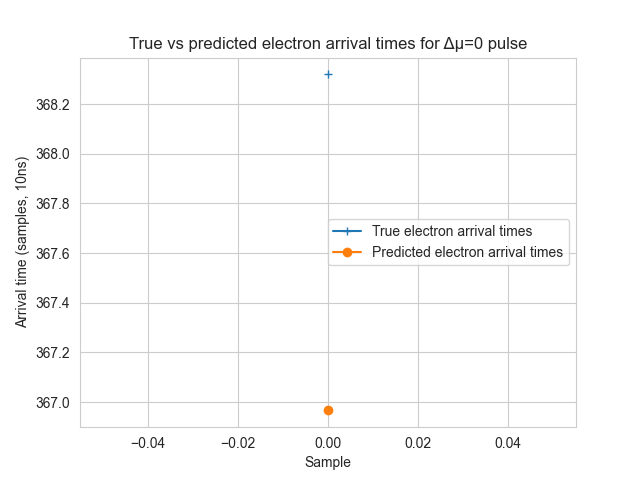 True vs predicted electron arrival times for Δμ=0 pulse
Arrival time (samples, 10ns)
368.2
368.0
367.8
367.6
367.4
367.2
367.0
True electron arrival times
Predicted electron arrival times
−0.04
−0.02
0.00
0.02
0.04
Sample